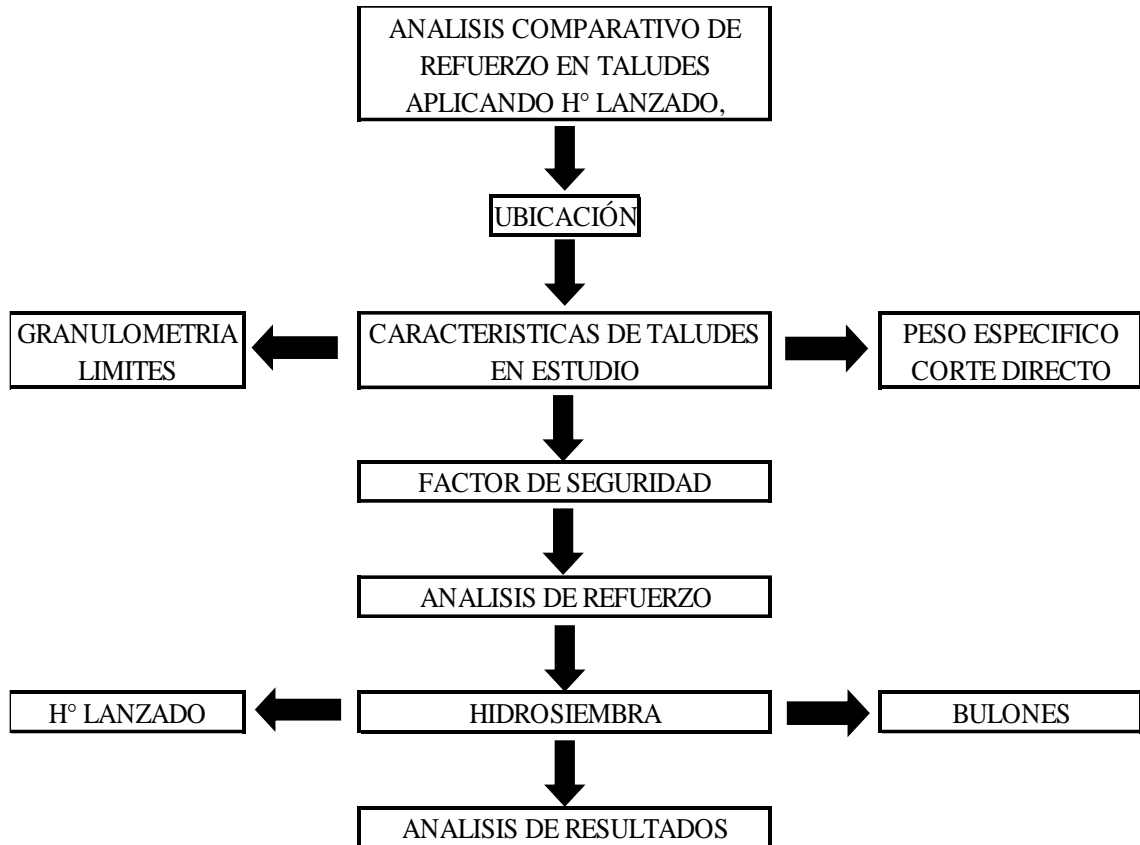 ANALISIS COMPARATIVO DE
REFUERZO EN TALUDES
APLICANDO H° LANZADO,
UBICACIÓN
GRANULOMETRIA
LIMITES
CARACTERISTICAS DE TALUDES
EN ESTUDIO
PESO ESPECIFICO
CORTE DIRECTO
FACTOR DE SEGURIDAD
ANALISIS DE REFUERZO
H° LANZADO
HIDROSIEMBRA
BULONES
ANALISIS DE RESULTADOS